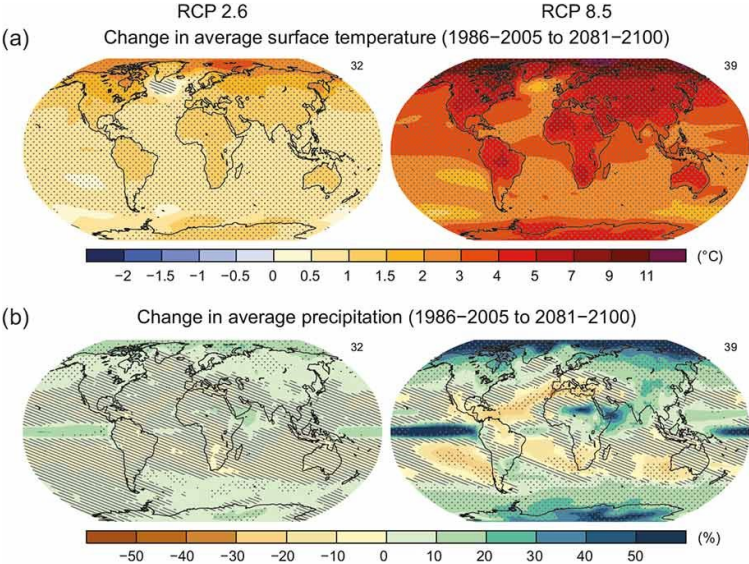 RCP 2.6 RCP 8.5
(a) Change in average surface temperature (1986−2005 to 2081−2100)
32 39
(°C)
−2 −1.5 −1 −0.5 0 0.5 1 1.5 2 3 4 5 7 9 11
(b) Change in average precipitation (1986−2005 to 2081−2100)
32 39
(%)
−50 −40 −30 −20 −10 0 10 20 30 40 50